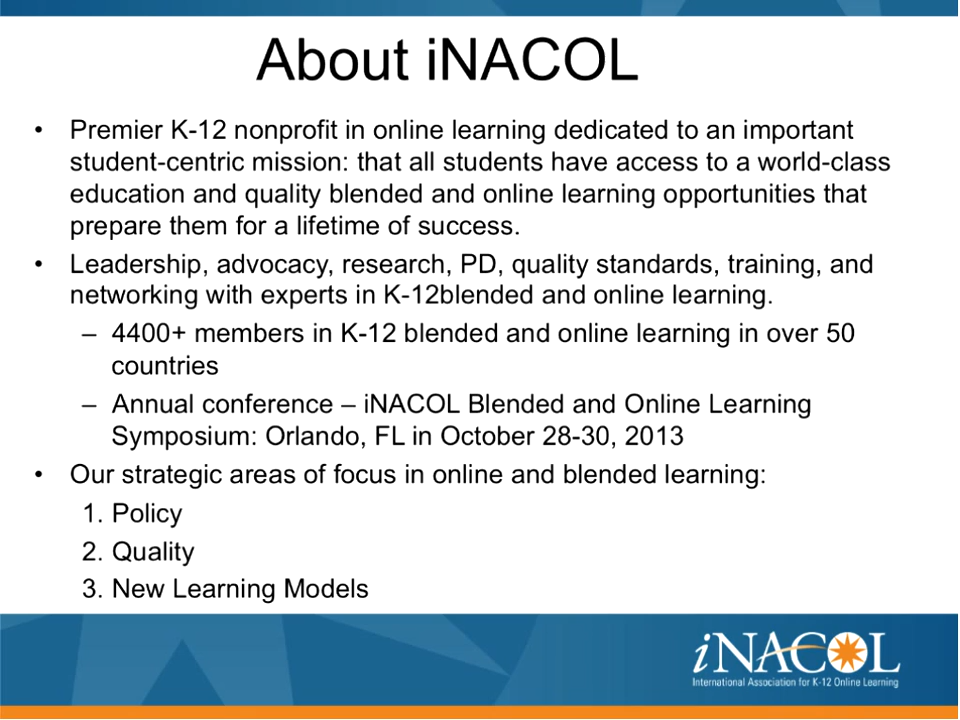 About iNACOL
• Premier K-12 nonprofit in online learning dedicated to an important
student-centric mission: that all students have access to a world-class
education and quality blended and online learning opportunities that
prepare them for a lifetime of success.
• Leadership, advocacy, research, PD, quality standards, training, and
networking with experts in K-12blended and online learning.
– 4400+ members in K-12 blended and online learning in over 50
countries
– Annual conference – iNACOL Blended and Online Learning
Symposium: Orlando, FL in October 28-30, 2013
• Our strategic areas of focus in online and blended learning:
1. Policy
2. Quality
3. New Learning Models
iNACOL
International Association for K-12 Online Learning